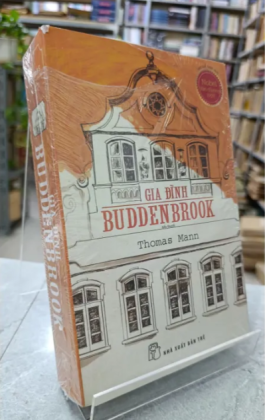 GIA ĐÌNH
BUDDENBROOK
Thomas Mann
NHÀ XUẤT BẢN TRẺ
BUDDENBROOK